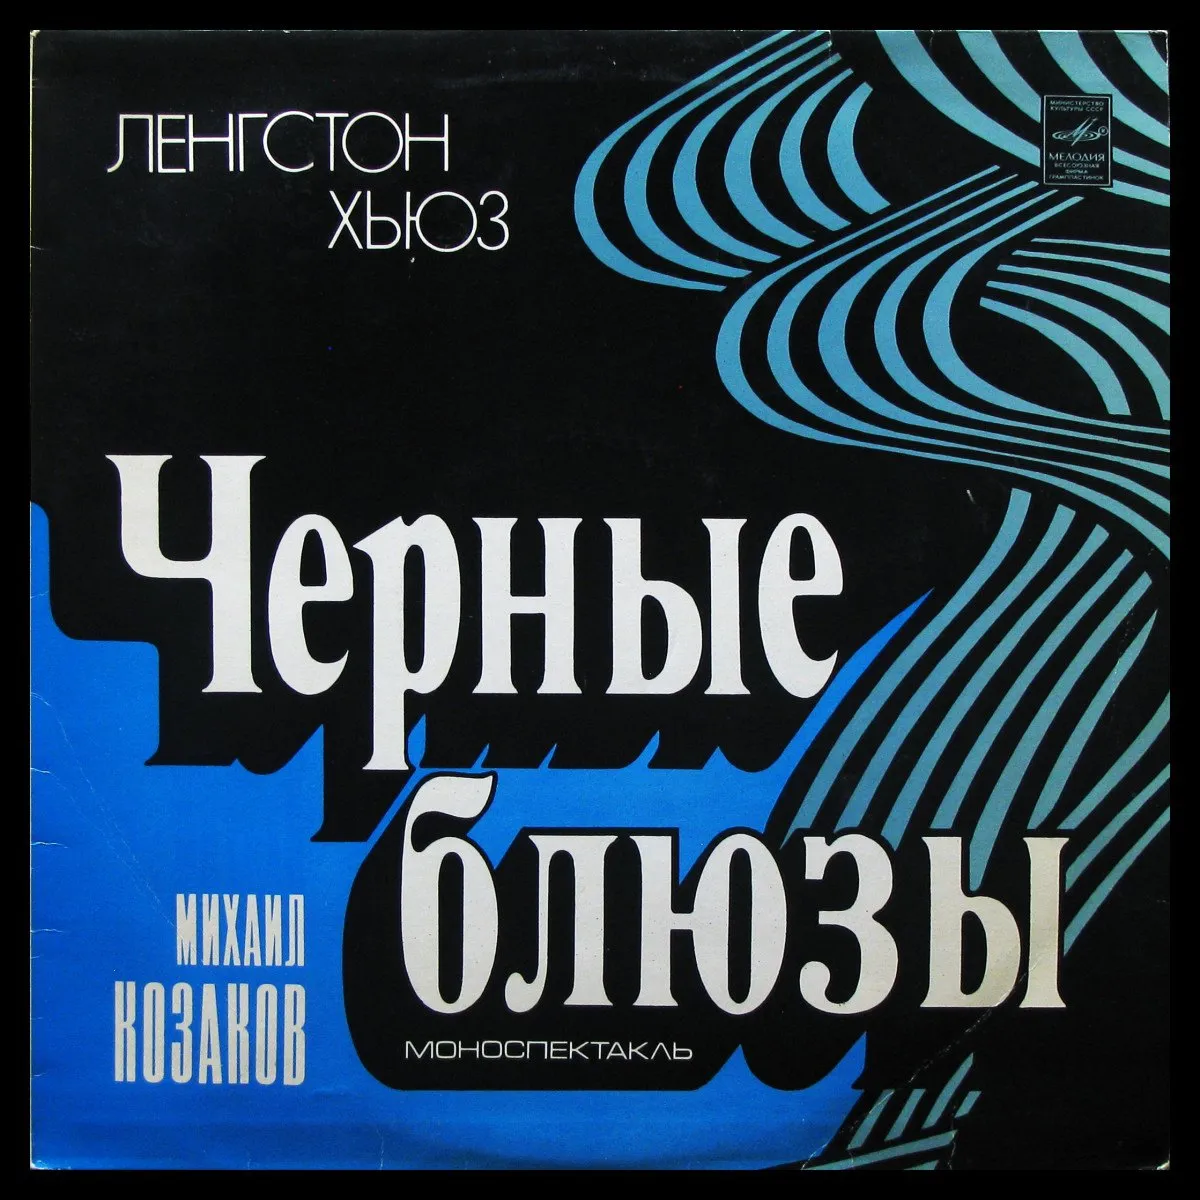 ЛЕНГСТОН
ХЬЮЗ
МИНИСТЕРСТВО
КУЛЬТУРЫ СССР
МЕЛОДИЯ
ВСЕСОЮЗНАЯ
ФИРМА
ГРАМПЛАСТИНОК
Черные
блюзы
МИХАИЛ
КОЗАКОВ
МОНОСПЕКТАКЛЬ